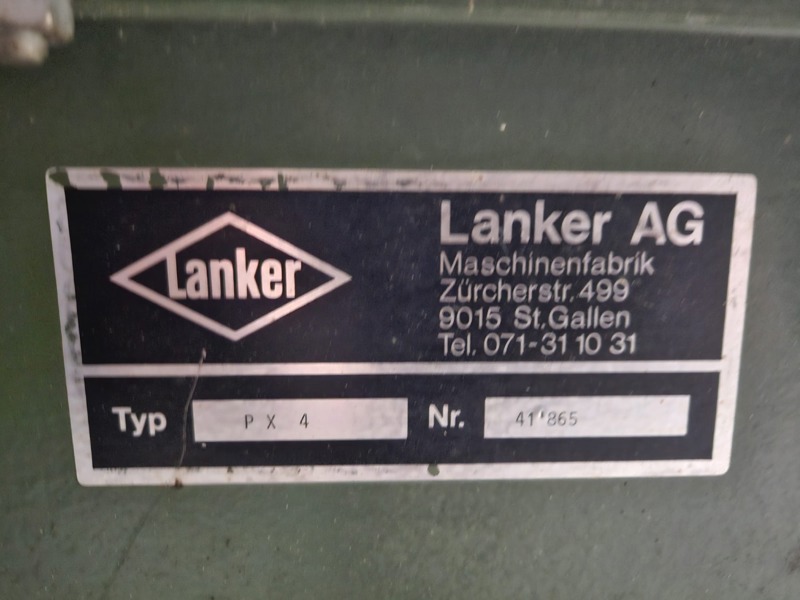 Lanker
Lanker AG
Maschinenfabrik
Zürcherstr. 499
9015 St. Gallen
Tel. 071-31 10 31
Typ P X 4 Nr. 41'865